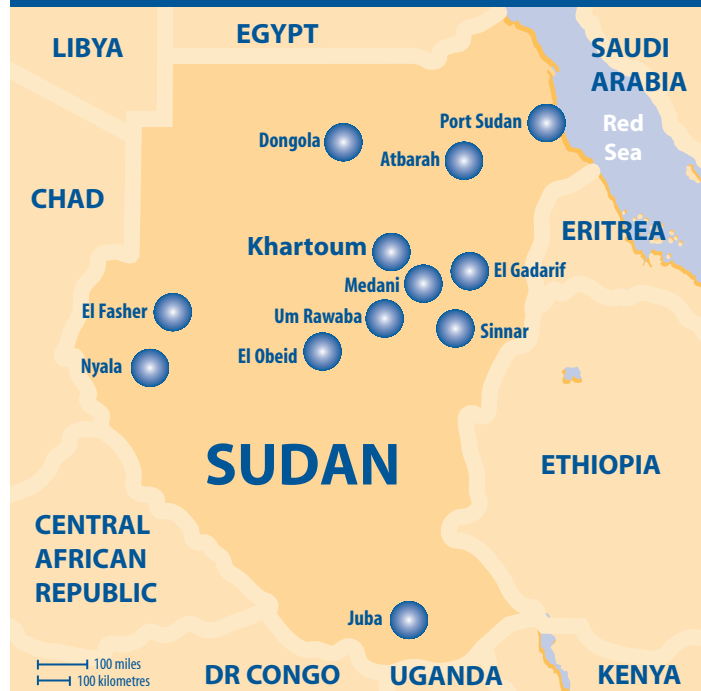 EGYPT
LIBYA
SAUDI
ARABIA
Port Sudan
Red
Sea
Dongola
Atbarah
CHAD
ERITREA
Khartoum
El Gadarif
Medani
El Fasher
Um Rawaba
Sinnar
El Obeid
Nyala
SUDAN
ETHIOPIA
CENTRAL
AFRICAN
REPUBLIC
Juba
100 miles
100 kilometres
DR CONGO
UGANDA
KENYA